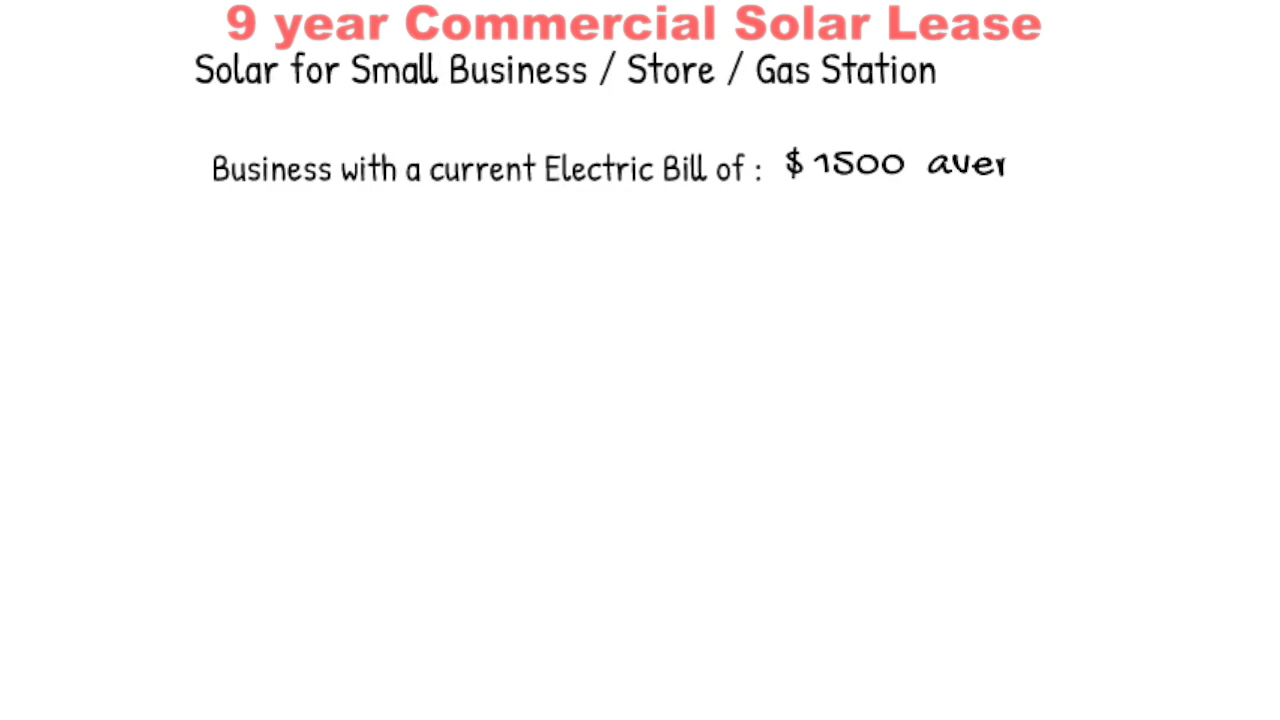 9 year Commercial Solar Lease
Solar for Small Business / Store / Gas Station
Business with a current Electric Bill of : $ 1500 aver